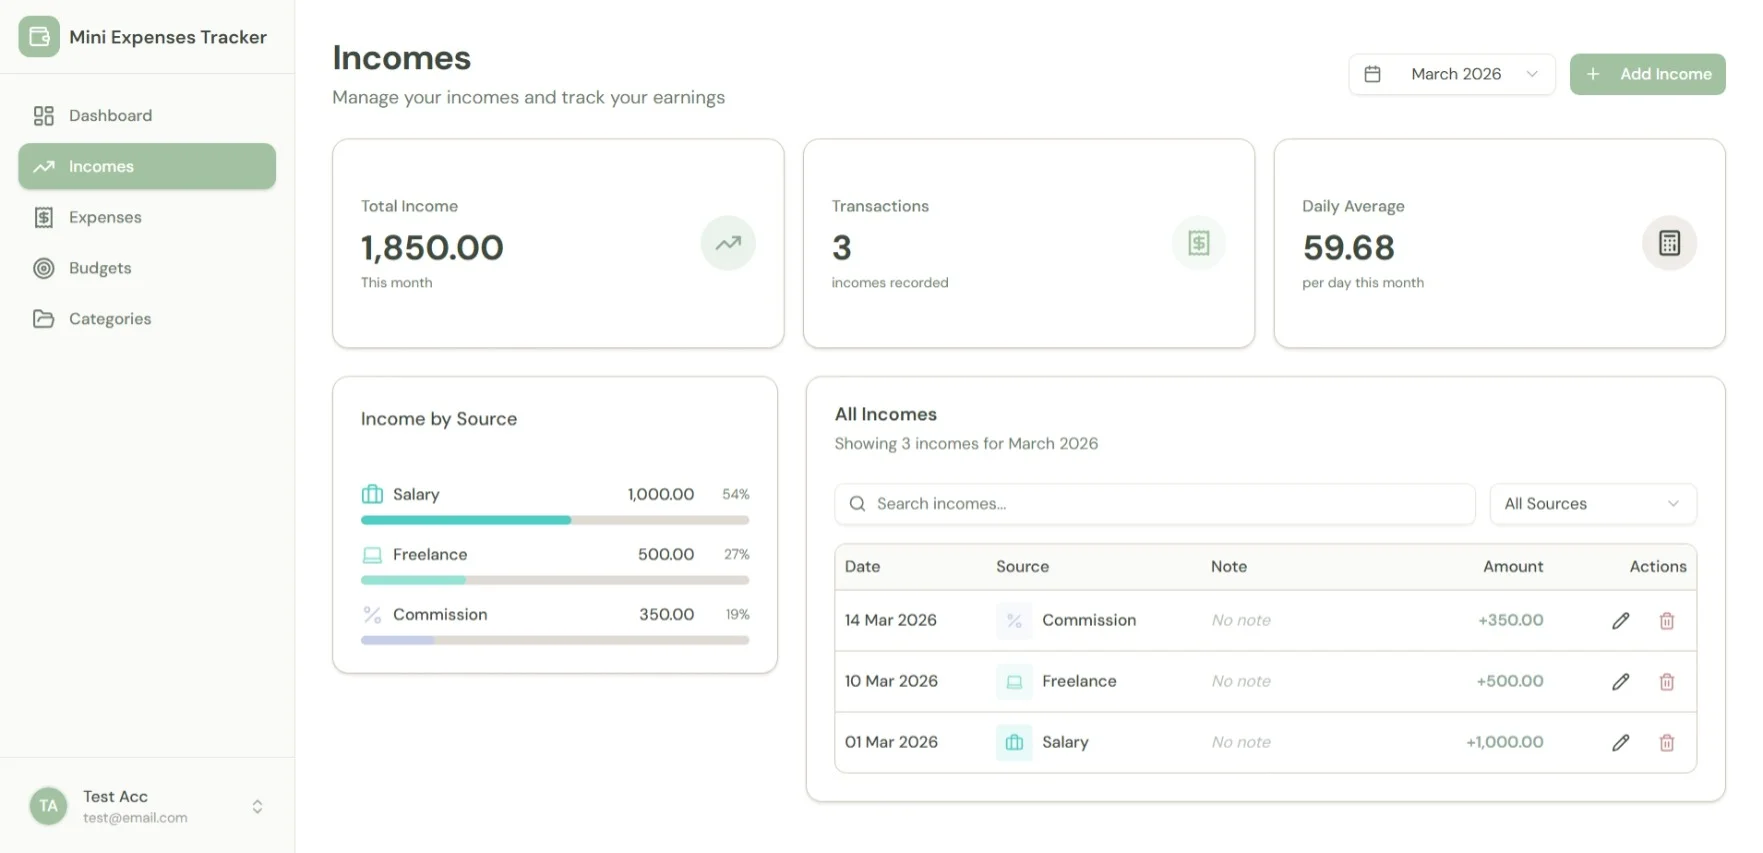 Mini Expenses Tracker
Dashboard
Incomes
Expenses
Budgets
Categories
TA
Test Acc
test@email.com
Incomes
Manage your incomes and track your earnings
March 2026
+ Add Income
Total Income
1,850.00
This month
Transactions
3
incomes recorded
Daily Average
59.68
per day this month
Income by Source
Salary 1,000.00 54%
Freelance 500.00 27%
Commission 350.00 19%
All Incomes
Showing 3 incomes for March 2026
Search incomes...
All Sources
Date Source Note Amount Actions
14 Mar 2026 Commission No note +350.00
10 Mar 2026 Freelance No note +500.00
01 Mar 2026 Salary No note +1,000.00